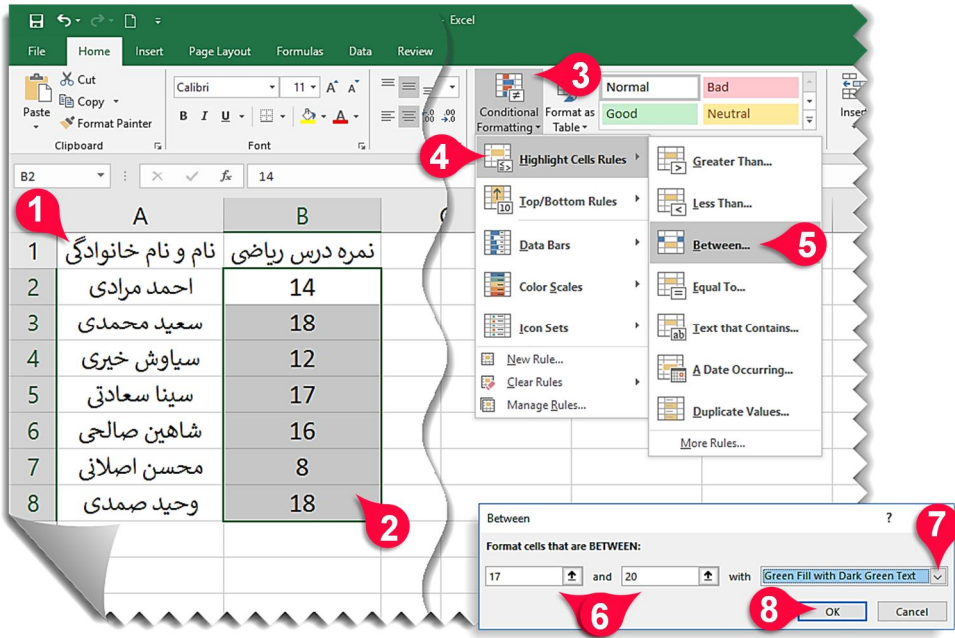 Excel
File Home Insert Page Layout Formulas Data Review
Cut
Copy
Format Painter
Paste
Clipboard
Calibri 11
B I U
Font
Conditional Formatting
Format as Table
Normal Bad
Good Neutral
3
4
Highlight Cells Rules
Top/Bottom Rules
Data Bars
Color Scales
Icon Sets
New Rule...
Clear Rules
Manage Rules...
Greater Than...
Less Than...
Between...
5
Equal To...
Text that Contains...
A Date Occurring...
Duplicate Values...
More Rules...
B2 fx 14
1
A B
1 نام و نام خانوادگی نمره درس ریاضی
2 احمد مرادی 14
3 سعید محمدی 18
4 سیاوش خیری 12
5 سینا سعادتی 17
6 شاهین صالحی 16
7 محسن اصلانی 8
8 وحید صمدی 18
2
Between ?
7
Format cells that are BETWEEN:
17 and 20 with Green Fill with Dark Green Text
6
8
OK Cancel